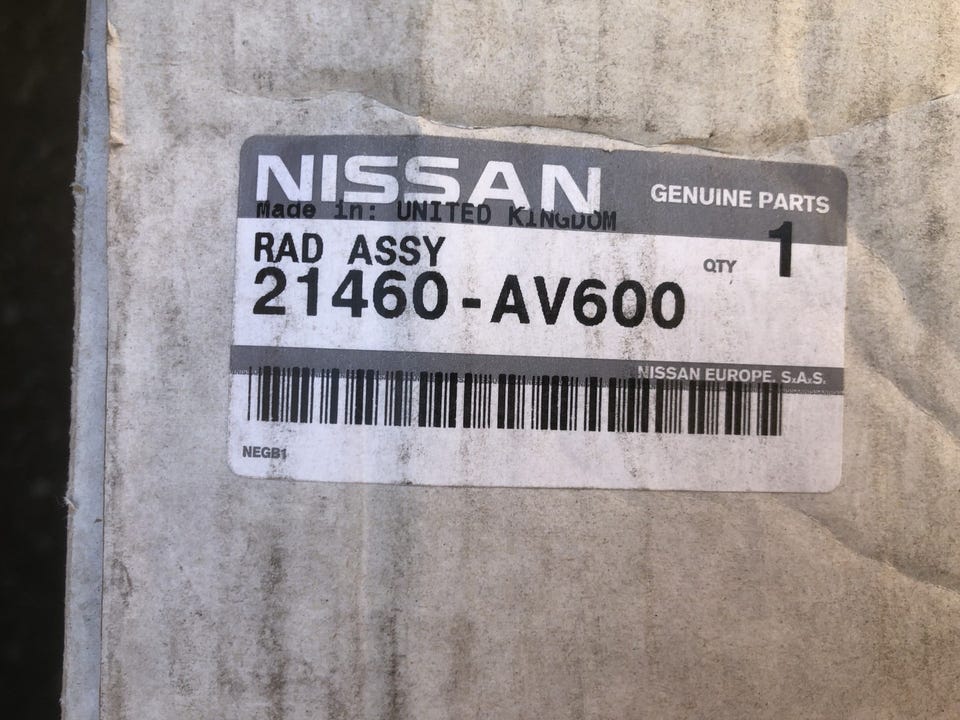 NISSAN
GENUINE PARTS
Made in: UNITED KINGDOM
RAD ASSY
QTY 1
21460-AV600
NISSAN EUROPE. S.A.S.
NEGB1